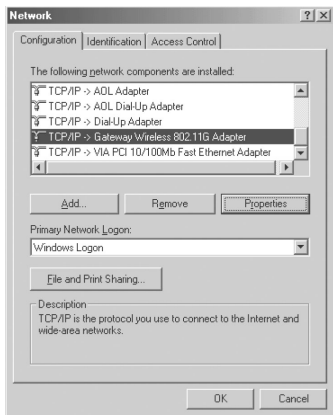 Network
Configuration Identification Access Control
The following network components are installed:
TCP/IP -> AOL Adapter
TCP/IP -> AOL Dial-Up Adapter
TCP/IP -> Dial-Up Adapter
TCP/IP -> Gateway Wireless 802.11G Adapter
TCP/IP -> VIA PCI 10/100Mb Fast Ethernet Adapter
Add... Remove Properties
Primary Network Logon:
Windows Logon
File and Print Sharing...
Description
TCP/IP is the protocol you use to connect to the Internet and
wide-area networks.
OK Cancel